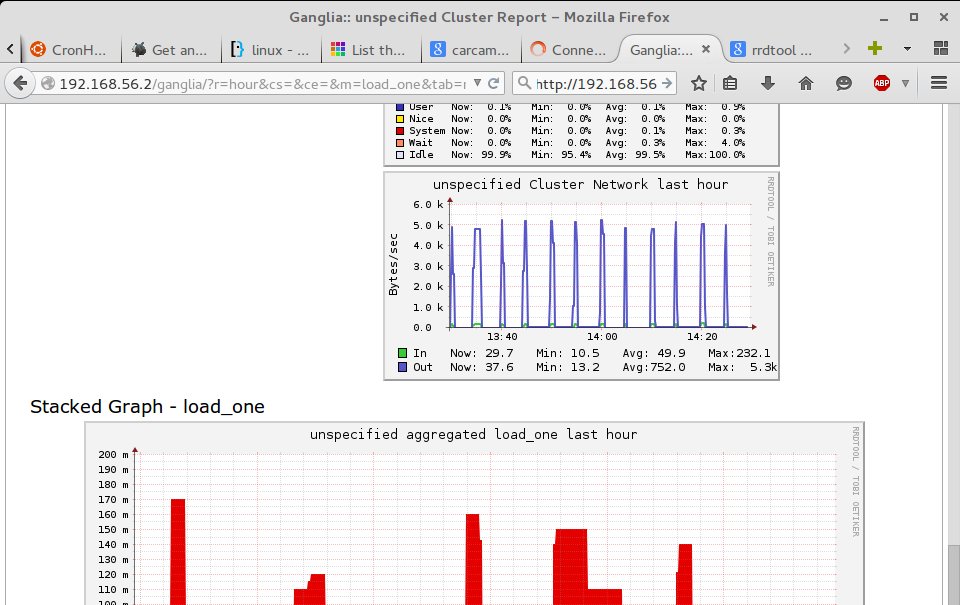 Ganglia:: unspecified Cluster Report – Mozilla Firefox
CronH... Get an... linux - ... List th... carcam... Conne... Ganglia:... rrdtool ...
192.168.56.2/ganglia/?r=hour&cs=&ce=&m=load_one&tab= http://192.168.56 ABP
User Now: 0.1% Min: 0.0% Avg: 0.1% Max: 0.9%
Nice Now: 0.0% Min: 0.0% Avg: 0.0% Max: 0.0%
System Now: 0.0% Min: 0.0% Avg: 0.1% Max: 0.3%
Wait Now: 0.0% Min: 0.0% Avg: 0.3% Max: 4.0%
Idle Now: 99.9% Min: 95.4% Avg: 99.5% Max:100.0%
unspecified Cluster Network last hour
RRDTOOL / TOBI OETIKER
Bytes/sec
6.0 k
5.0 k
4.0 k
3.0 k
2.0 k
1.0 k
0.0
13:40 14:00 14:20
In Now: 29.7 Min: 10.5 Avg: 49.9 Max:232.1
Out Now: 37.6 Min: 13.2 Avg:752.0 Max: 5.3k
Stacked Graph - load_one
unspecified aggregated load_one last hour
RRDTOOL / TOBI OETIKER
200 m
190 m
180 m
170 m
160 m
150 m
140 m
130 m
120 m
110 m
100 m